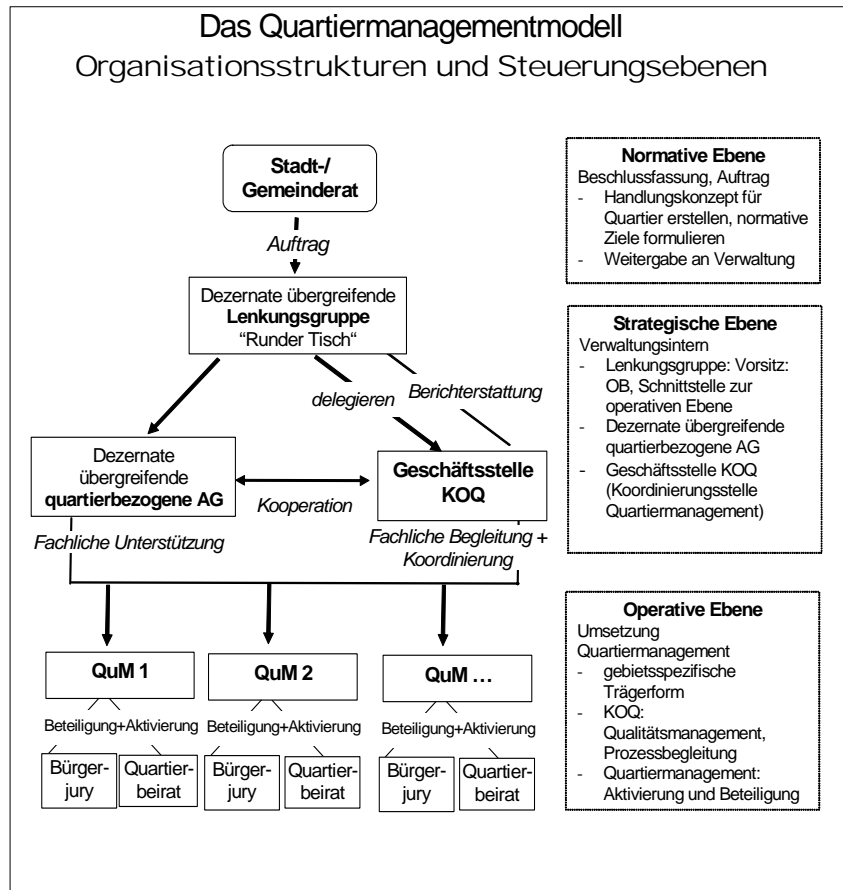 Das Quartiermanagementmodell
Organisationsstrukturen und Steuerungsebenen
Stadt-/
Gemeinderat
Auftrag
Dezernate übergreifende
Lenkungsgruppe
“Runder Tisch“
delegieren
Berichterstattung
Dezernate
übergreifende
quartierbezogene AG
Kooperation
Geschäftsstelle
KOQ
Fachliche Unterstützung
Fachliche Begleitung +
Koordinierung
QuM 1
QuM 2
QuM ...
Beteiligung+Aktivierung
Beteiligung+Aktivierung
Beteiligung+Aktivierung
Bürger-
jury
Quartier-
beirat
Bürger-
jury
Quartier-
beirat
Bürger-
jury
Quartier-
beirat
Normative Ebene
Beschlussfassung, Auftrag
- Handlungskonzept für
Quartier erstellen, normative
Ziele formulieren
- Weitergabe an Verwaltung
Strategische Ebene
Verwaltungsintern
- Lenkungsgruppe: Vorsitz:
OB, Schnittstelle zur
operativen Ebene
- Dezernate übergreifende
quartierbezogene AG
- Geschäftsstelle KOQ
(Koordinierungsstelle
Quartiermanagement)
Operative Ebene
Umsetzung
Quartiermanagement
- gebietsspezifische
Trägerform
- KOQ:
Qualitätsmanagement,
Prozessbegleitung
- Quartiermanagement:
Aktivierung und Beteiligung